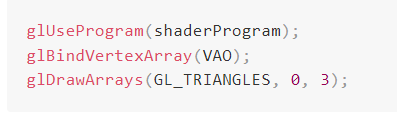 glUseProgram(shaderProgram);
glBindVertexArray(VAO);
glDrawArrays(GL_TRIANGLES, 0, 3);